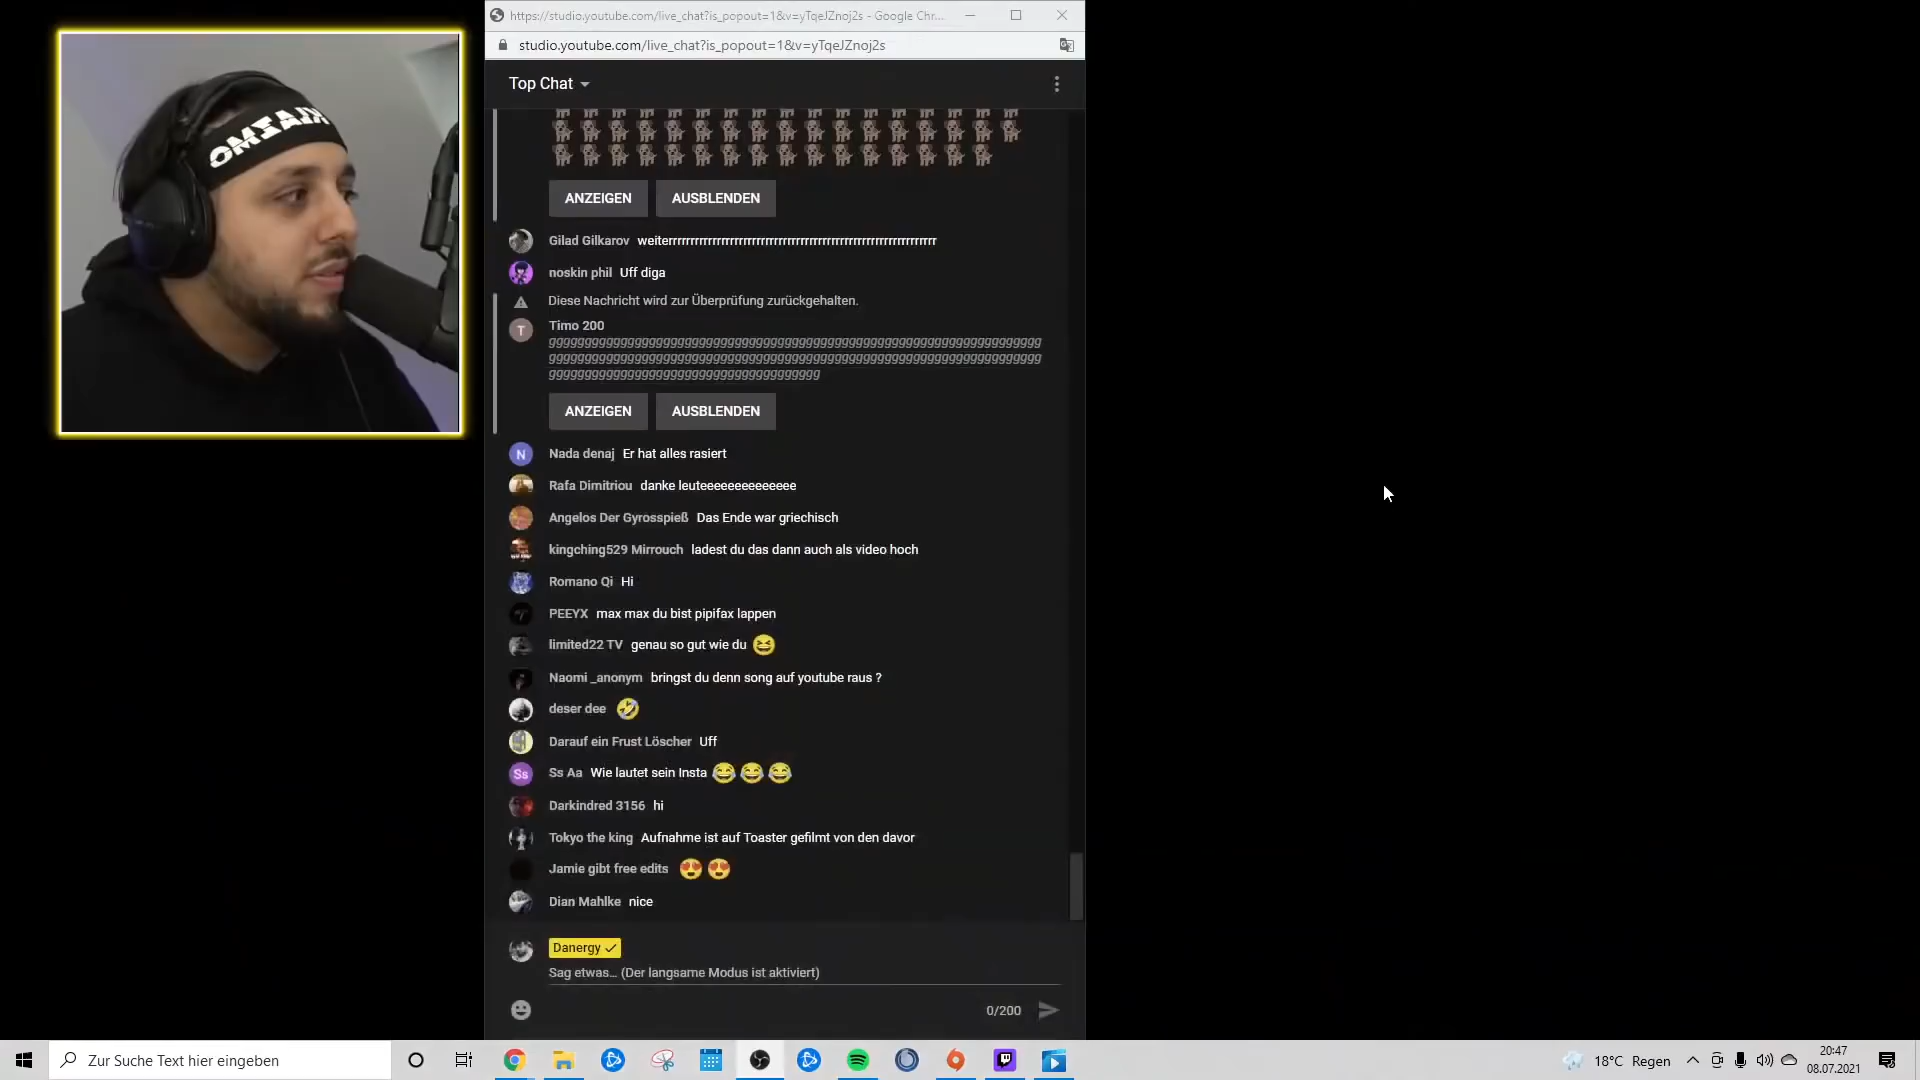 https://studio.youtube.com/live_chat?is_popout=1&v=yTqeJZnoj2s - Google Chr...
studio.youtube.com/live_chat?is_popout=1&v=yTqeJZnoj2s
Top Chat
ANZEIGEN AUSBLENDEN
noskin phil Uff diga
Diese Nachricht wird zur Überprüfung zurückgehalten.
Timo 200
ANZEIGEN AUSBLENDEN
N Nada denaj Er hat alles rasiert
Rafa Dimitriou danke leuteeeeeeeeeeeeee
Angelos Der Gyrosspieß Das Ende war griechisch
kingching529 Mirrouch ladest du das dann auch als video hoch
Romano Qi Hi
PEEYX max max du bist pipifax lappen
limited22 TV genau so gut wie du 😆
Naomi _anonym bringst du denn song auf youtube raus ?
deser dee 🤣
Darauf ein Frust Löscher Uff
Ss Ss Aa Wie lautet sein Insta 😂😂😂
Darkindred 3156 hi
Tokyo the king Aufnahme ist auf Toaster gefilmt von den davor
Jamie gibt free edits 😍😍
Dian Mahlke nice
Danergy
Sag etwas... (Der langsame Modus ist aktiviert)
0/200
Zur Suche Text hier eingeben
18°C Regen
20:47
08.07.2021